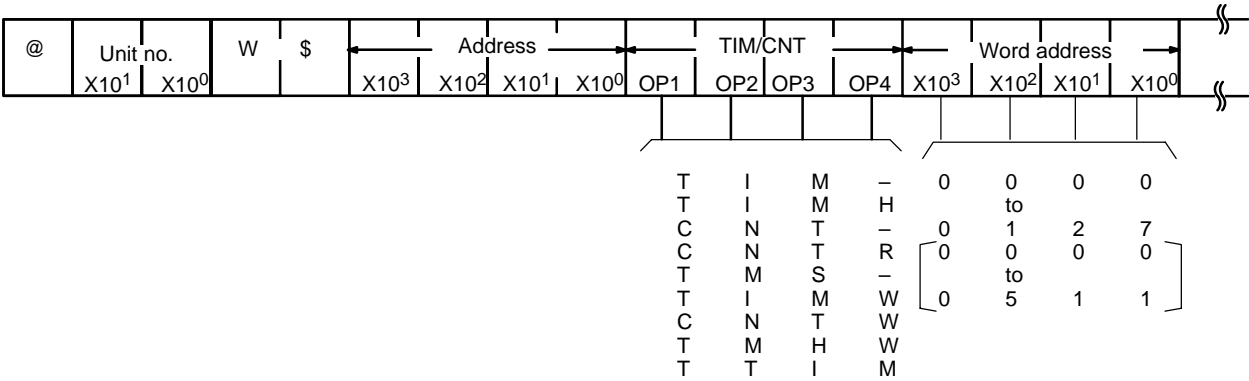 @ Unit no. W $ Address TIM/CNT Word address
X10¹ X10⁰ X10³ X10² X10¹ X10⁰ OP1 OP2 OP3 OP4 X10³ X10² X10¹ X10⁰
T I M – 0 0 0 0
T I M H to
C N T – 0 1 2 7
C N T R 0 0 0 0
T M S – to
T I M W 0 5 1 1
C N T W
T M H W
T T I M